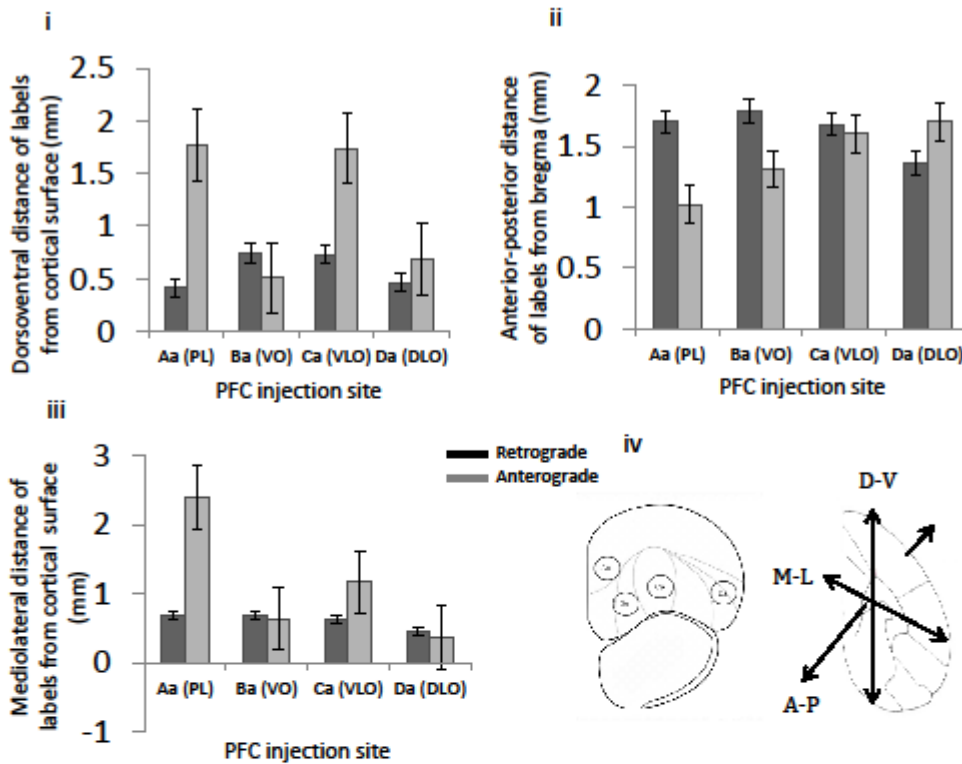 i
Dorsoventral distance of labels
from cortical surface (mm)
2.5
2
1.5
1
0.5
0
Aa (PL) Ba (VO) Ca (VLO) Da (DLO)
PFC injection site
ii
Anterior-posterior distance
of labels from bregma (mm)
2
1.5
1
0.5
0
Aa (PL) Ba (VO) Ca (VLO) Da (DLO)
PFC injection site
iii
Mediolateral distance of
labels from cortical surface
(mm)
3
2
1
0
-1
Aa (PL) Ba (VO) Ca (VLO) Da (DLO)
PFC injection site
Retrograde
Anterograde
iv
D-V
M-L
A-P